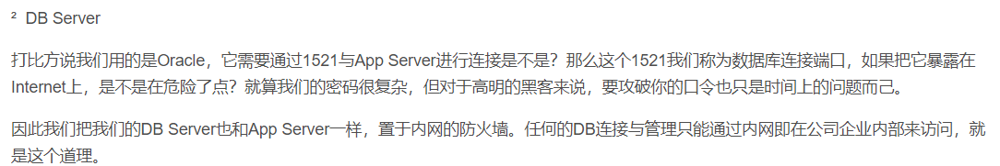 ² DB Server
打比方说我们用的是Oracle，它需要通过1521与App Server进行连接是不是？那么这个1521我们称为数据库连接端口，如果把它暴露在
Internet上，是不是在危险了点？就算我们的密码很复杂，但对于高明的黑客来说，要攻破你的口令也只是时间上的问题而己。
因此我们把我们的DB Server也和App Server一样，置于内网的防火墙。任何的DB连接与管理只能通过内网即在公司企业内部来访问，就
是这个道理。